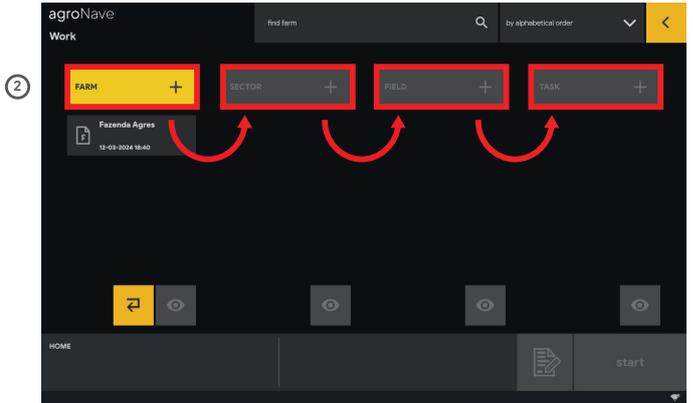 agroNave
find farm
by alphabetical order
Work
2
FARM
SECTOR
FIELD
TASK
Fazenda Agres
F
12-03-2024 18:40
HOME
start